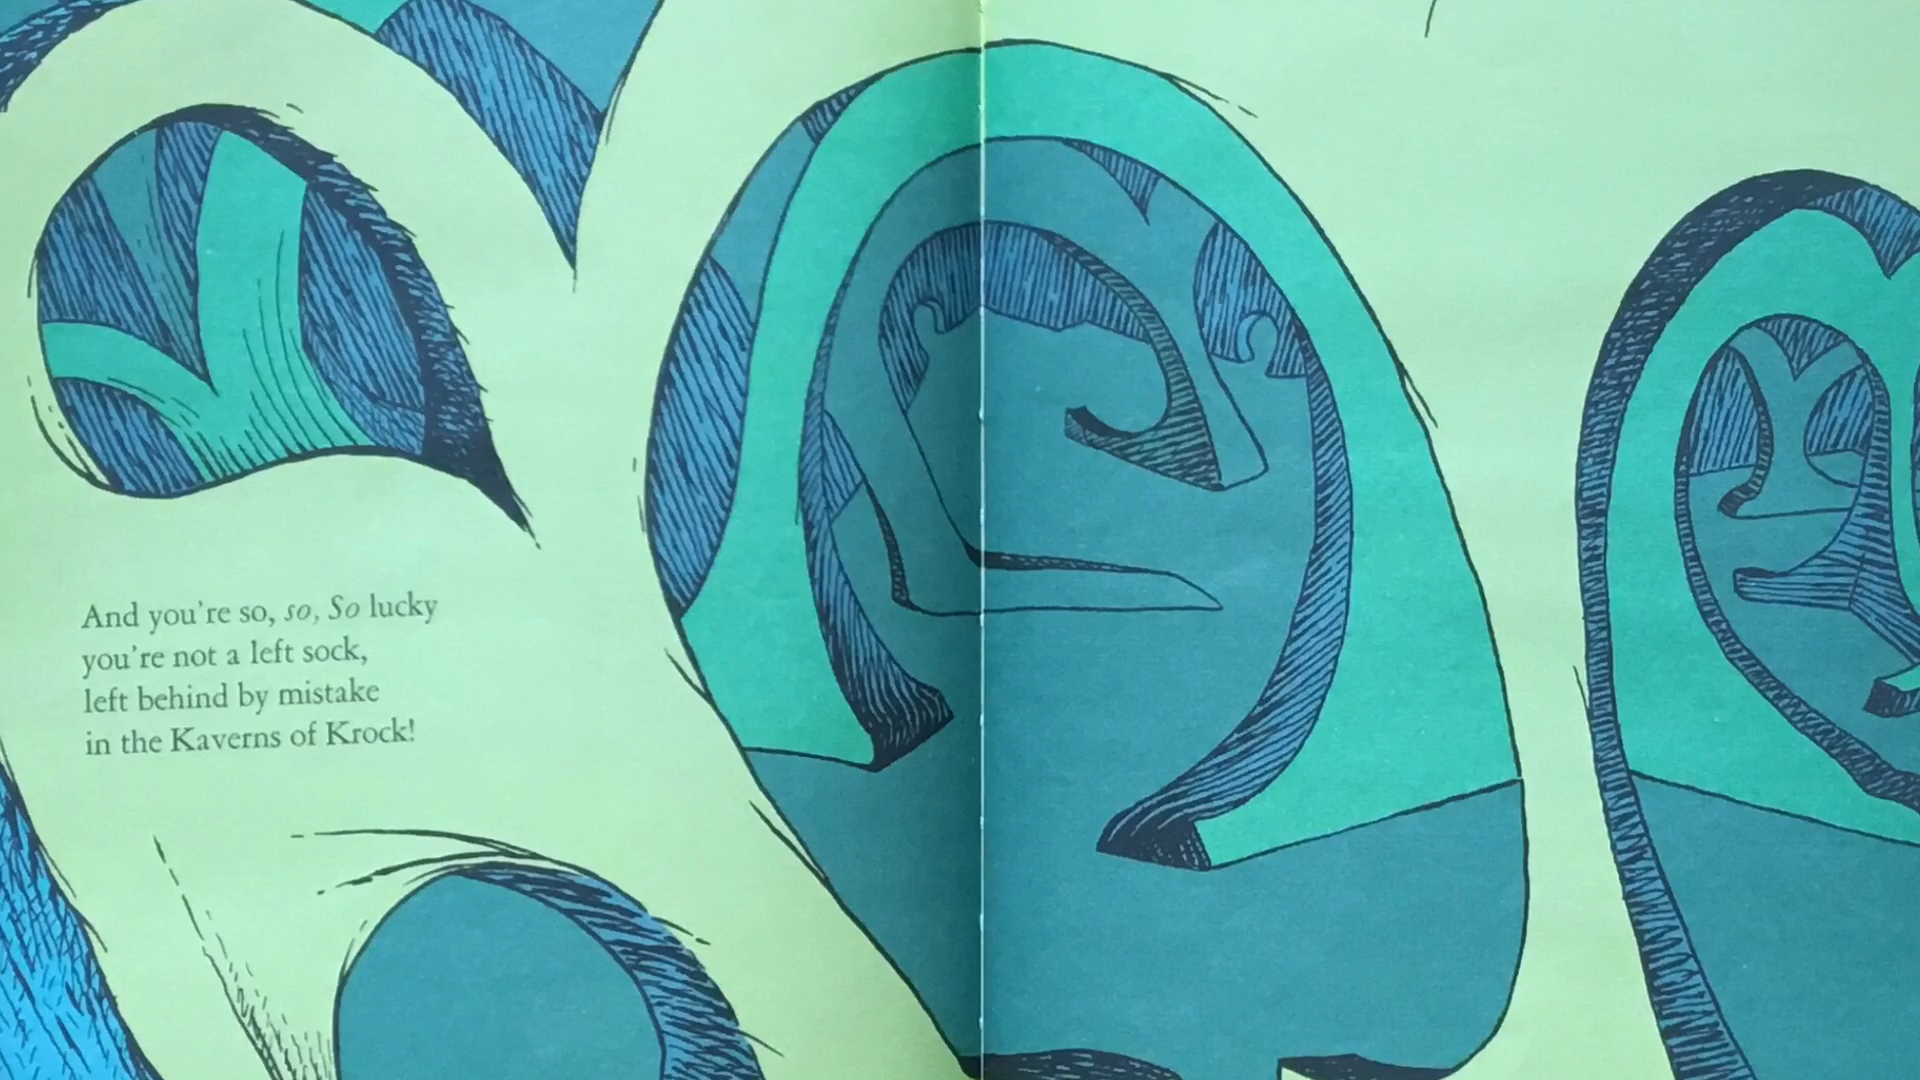 And you're so, so, So lucky
you're not a left sock,
left behind by mistake
in the Kaverns of Krock!